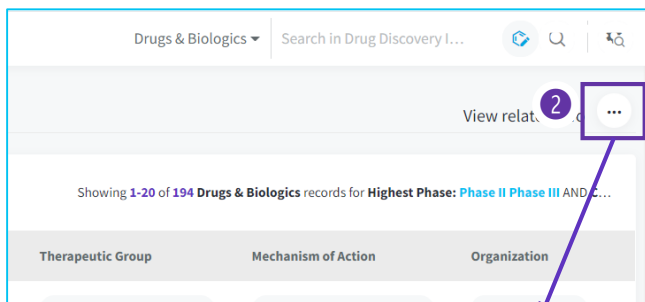 Drugs & Biologics Search in Drug Discovery I…
View relat 2 ...
Showing 1-20 of 194 Drugs & Biologics records for Highest Phase: Phase II Phase III AND C…
Therapeutic Group Mechanism of Action Organization